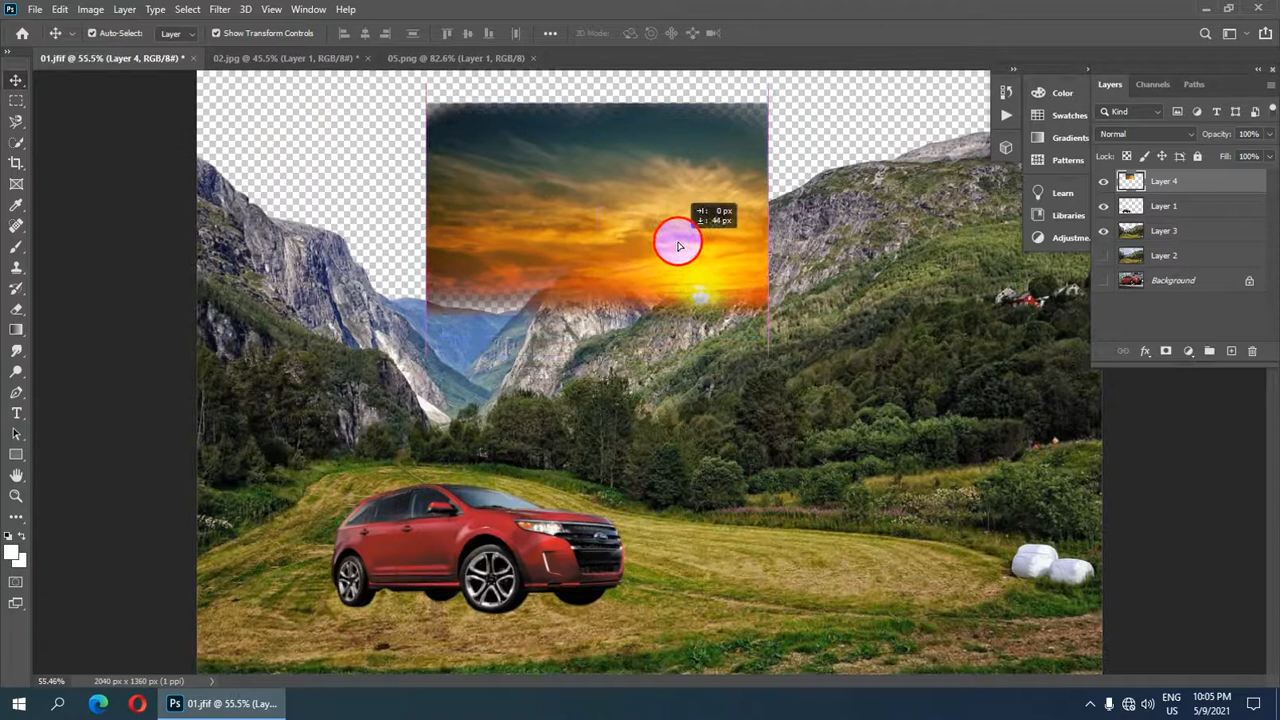 Ps File Edit Image Layer Type Select Filter 3D View Window Help
Auto-Select: Layer Show Transform Controls 3D Mode:
01.jfif @ 55.5% (Layer 4, RGB/8#) * 02.jpg @ 45.5% (Layer 1, RGB/8#) * 05.png @ 82.6% (Layer 1, RGB/8)
Color
Swatches
Gradients
Patterns
Learn
Libraries
Adjustme
Layers Channels Paths
Kind
Normal Opacity: 100%
Lock: Fill: 100%
Layer 4
Layer 1
Layer 3
Layer 2
Background
0 px
44 px
55.46% 2040 px x 1360 px (1 ppi)
Ps 01.jfif @ 55.5% (Lay...
ENG
US
10:05 PM
5/9/2021